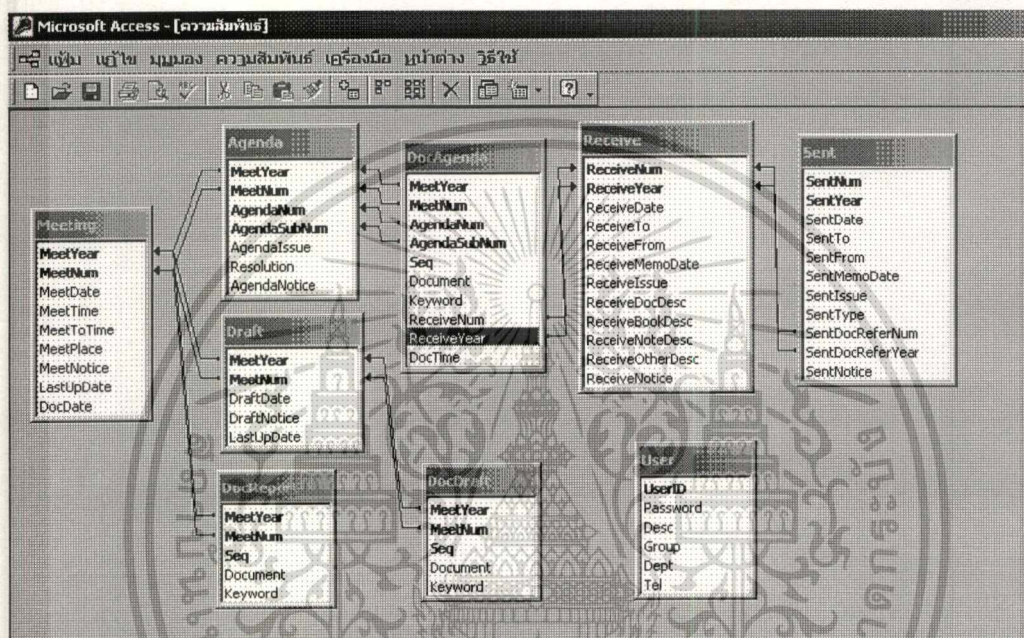 Microsoft Access - [ความสัมพันธ์]
แฟ้ม แก้ไข มุมมอง ความสัมพันธ์ เครื่องมือ หน้าต่าง วิธีใช้
Meeting
MeetYear
MeetNum
MeetDate
MeetTime
MeetToTime
MeetPlace
MeetNotice
LastUpDate
DocDate
Agenda
MeetYear
MeetNum
AgendaNum
AgendaSubNum
AgendaIssue
Resolution
AgendaNotice
Draft
MeetYear
MeetNum
DraftDate
DraftNotice
LastUpDate
DocReport
MeetYear
MeetNum
Seq
Document
Keyword
DocAgenda
MeetYear
MeetNum
AgendaNum
AgendaSubNum
Seq
Document
Keyword
ReceiveNum
ReceiveYear
DocTime
DocDraft
MeetYear
MeetNum
Seq
Document
Keyword
Receive
ReceiveNum
ReceiveYear
ReceiveDate
ReceiveTo
ReceiveFrom
ReceiveMemoDate
ReceiveIssue
ReceiveDocDesc
ReceiveBookDesc
ReceiveNoteDesc
ReceiveOtherDesc
ReceiveNotice
User
UserID
Password
Desc
Group
Dept
Tel
Sent
SentNum
SentYear
SentDate
SentTo
SentFrom
SentMemoDate
SentIssue
SentType
SentDocReferNum
SentDocReferYear
SentNotice